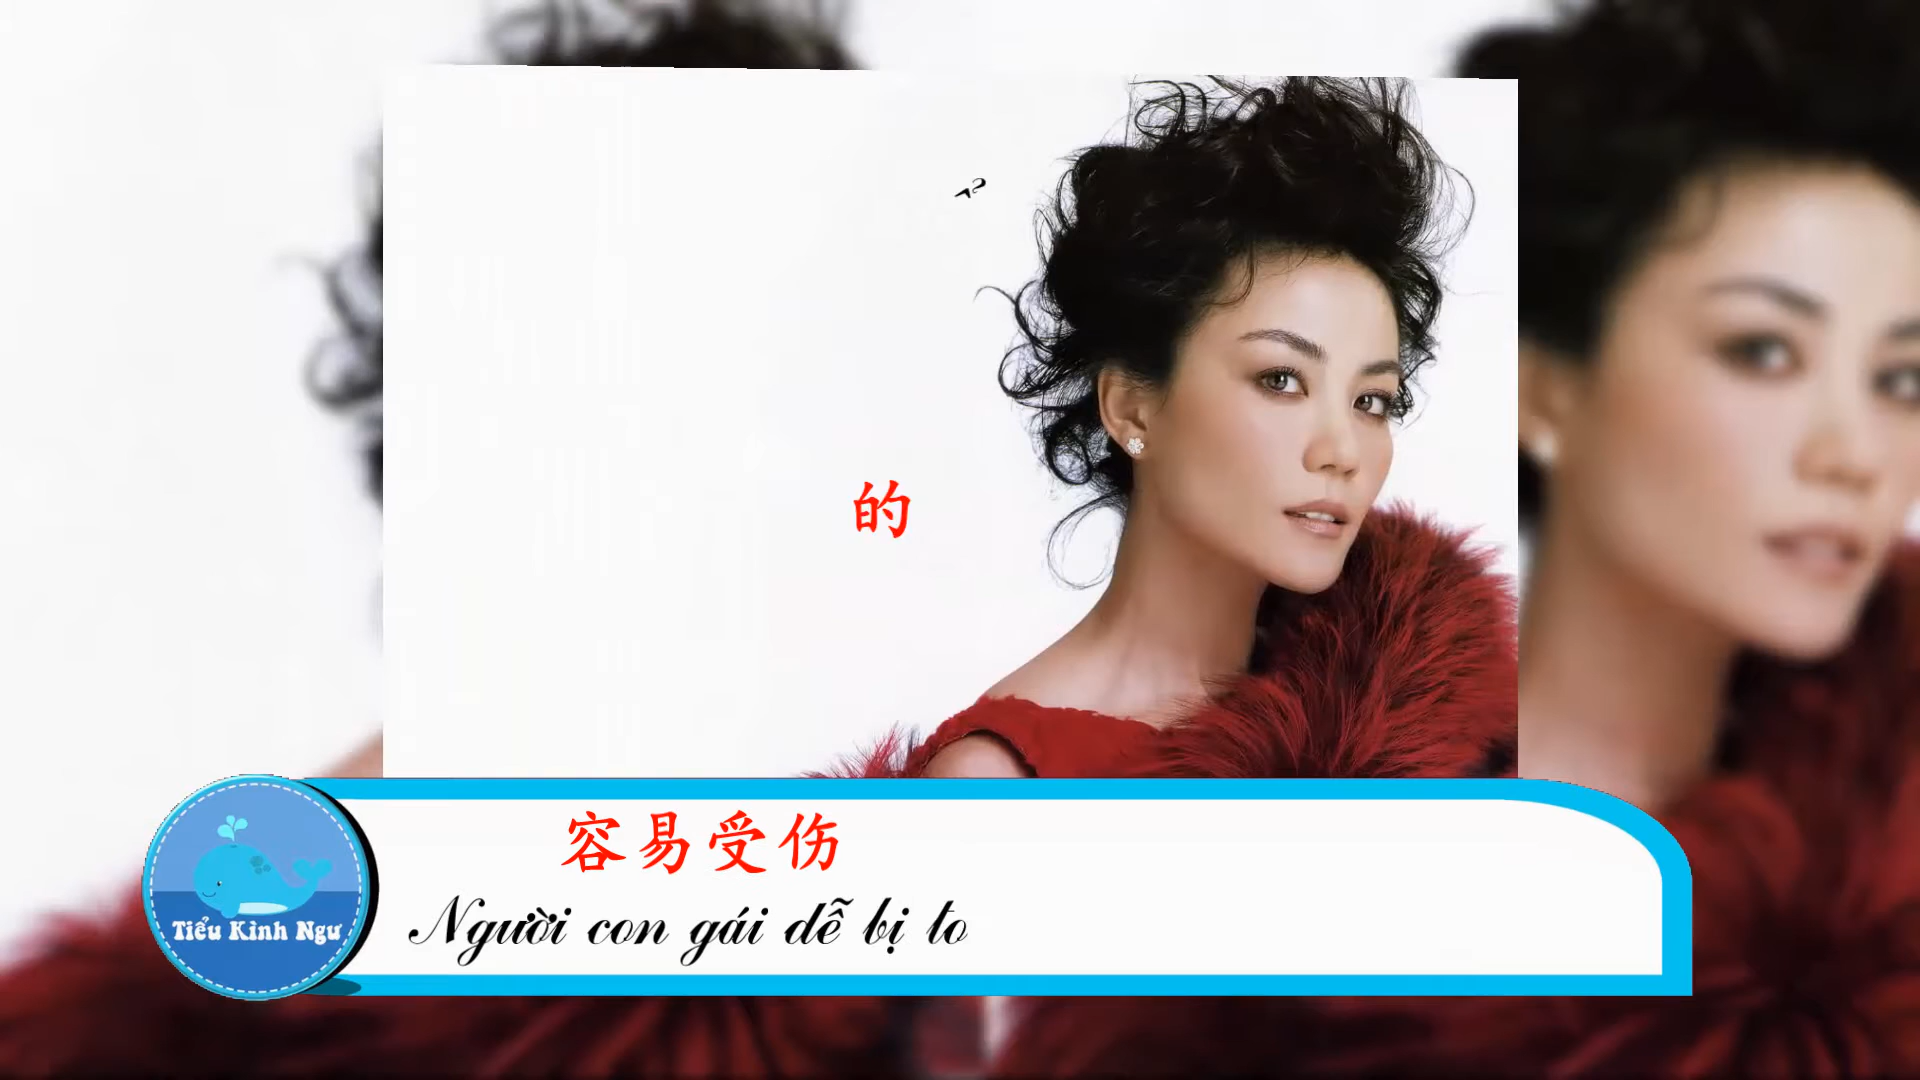 的
容易受伤
Người con gái dễ bị to
Tiểu Kình Ngư